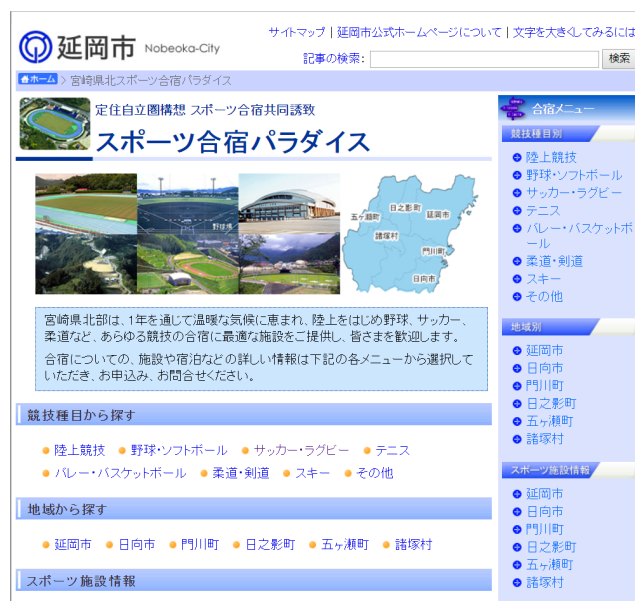 サイトマップ | 延岡市公式ホームページについて | 文字を大きくしてみるには
延岡市 Nobeoka-City
記事の検索: 検索
ホーム > 宮崎県北スポーツ合宿パラダイス
定住自立圏構想 スポーツ合宿共同誘致
スポーツ合宿パラダイス
野球場
五ヶ瀬町
日之影町
延岡市
諸塚村
門川町
日向市
宮崎県北部は、1年を通じて温暖な気候に恵まれ、陸上をはじめ野球、サッカー、
柔道など、あらゆる競技の合宿に最適な施設をご提供し、皆さまを歓迎します。
合宿についての、施設や宿泊などの詳しい情報は下記の各メニューから選択して
いただき、お申込み、お問合せください。
競技種目から探す
陸上競技 野球・ソフトボール サッカー・ラグビー テニス
バレー・バスケットボール 柔道・剣道 スキー その他
地域から探す
延岡市 日向市 門川町 日之影町 五ヶ瀬町 諸塚村
スポーツ施設情報
合宿メニュー
競技種目別
陸上競技
野球・ソフトボール
サッカー・ラグビー
テニス
バレー・バスケットボ
ール
柔道・剣道
スキー
その他
地域別
延岡市
日向市
門川町
日之影町
五ヶ瀬町
諸塚村
スポーツ施設情報
延岡市
日向市
門川町
日之影町
五ヶ瀬町
諸塚村